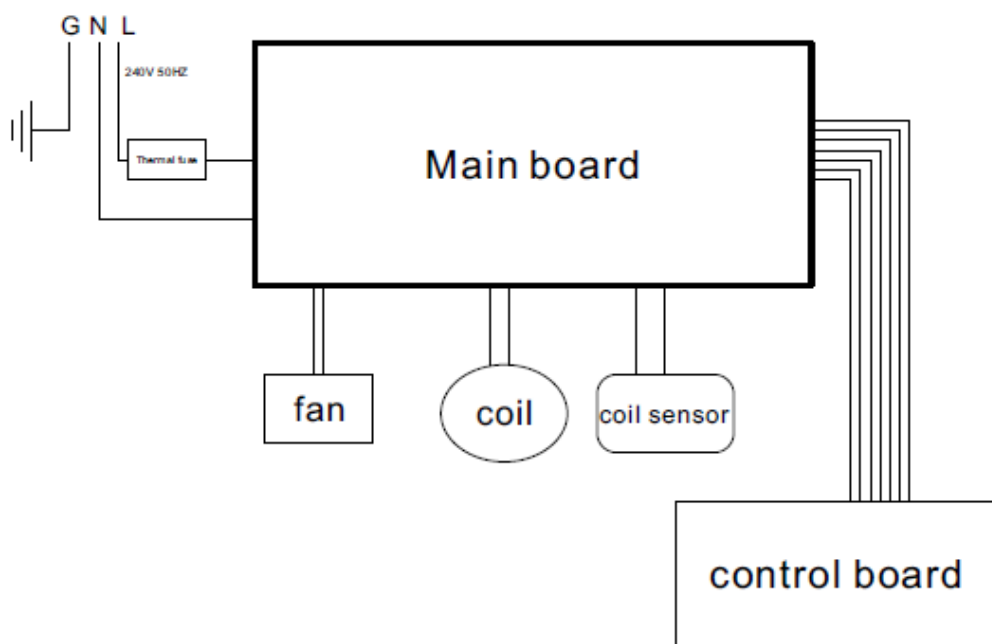 G N L
240V 50HZ
Thermal fuse
Main board
fan
coil
coil sensor
control board